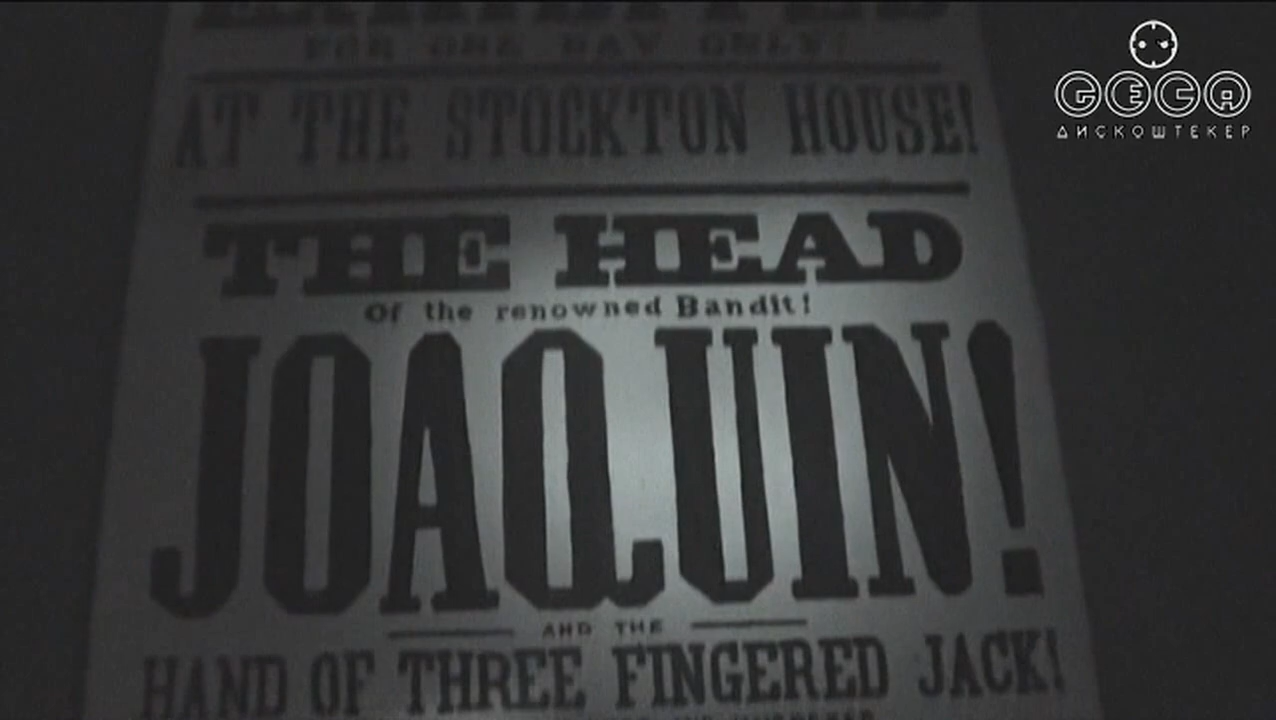 FOR ONE DAY ONLY!
AT THE STOCKTON HOUSE!
THE HEAD
Of the renowned Bandit!
JOAQUIN!
AND THE
HAND OF THREE FINGERED JACK!
GECA
ДИСКОШТЕКЕР